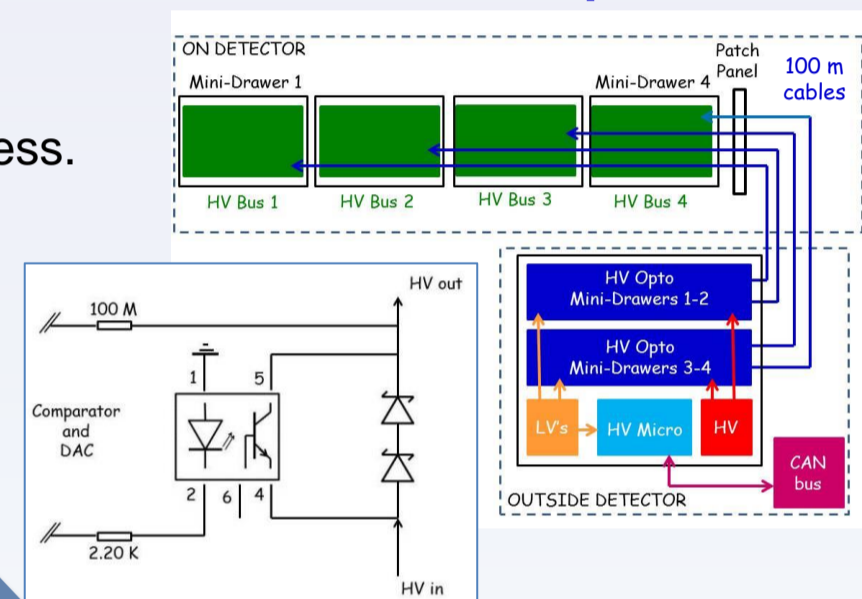 ess.
ON DETECTOR
Mini-Drawer 1
Mini-Drawer 4
Patch
Panel
100 m
cables
HV Bus 1
HV Bus 2
HV Bus 3
HV Bus 4
HV Opto
Mini-Drawers 1-2
HV Opto
Mini-Drawers 3-4
LV's
HV Micro
HV
CAN
bus
OUTSIDE DETECTOR
HV out
100 M
1
5
Comparator
and
DAC
2
6
4
2.20 K
HV in